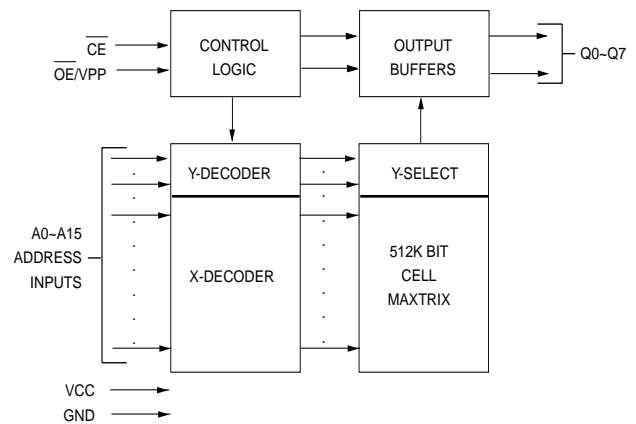 CE
OE/VPP
CONTROL
LOGIC
OUTPUT
BUFFERS
Q0~Q7
A0~A15
ADDRESS
INPUTS
Y-DECODER
X-DECODER
Y-SELECT
512K BIT
CELL
MAXTRIX
VCC
GND